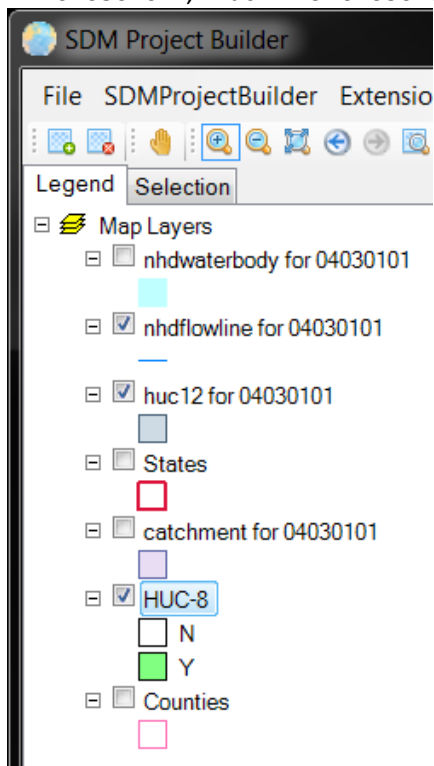 SDM Project Builder
File SDMProjectBuilder Extensio
Legend Selection
Map Layers
nhdwaterbody for 04030101
nhdflowline for 04030101
huc12 for 04030101
States
catchment for 04030101
HUC-8
N
Y
Counties